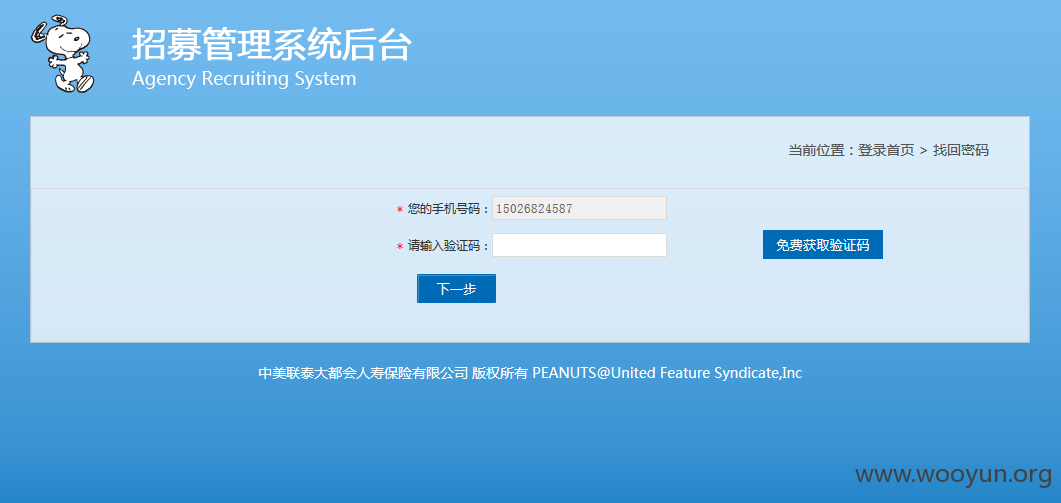 招募管理系统后台
Agency Recruiting System
当前位置：登录首页 > 找回密码
* 您的手机号码：15026824587
* 请输入验证码： 免费获取验证码
下一步
中美联泰大都会人寿保险有限公司 版权所有 PEANUTS@United Feature Syndicate,Inc
www.wooyun.org